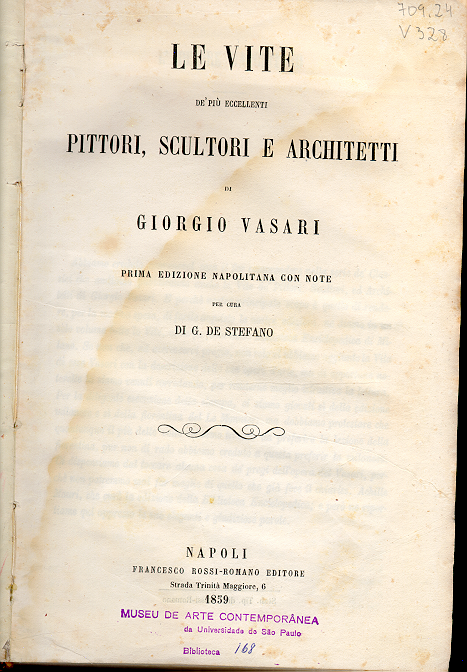 709.24
V328
LE VITE
DE' PIÙ ECCELLENTI
PITTORI, SCULTORI E ARCHITETTI
DI
GIORGIO VASARI
PRIMA EDIZIONE NAPOLITANA CON NOTE
PER CURA
DI G. DE STEFANO
NAPOLI
FRANCESCO ROSSI-ROMANO EDITORE
Strada Trinità Maggiore, 6
1859
MUSEU DE ARTE CONTEMPORÂNEA
da Universidade de São Paulo
Biblioteca 168